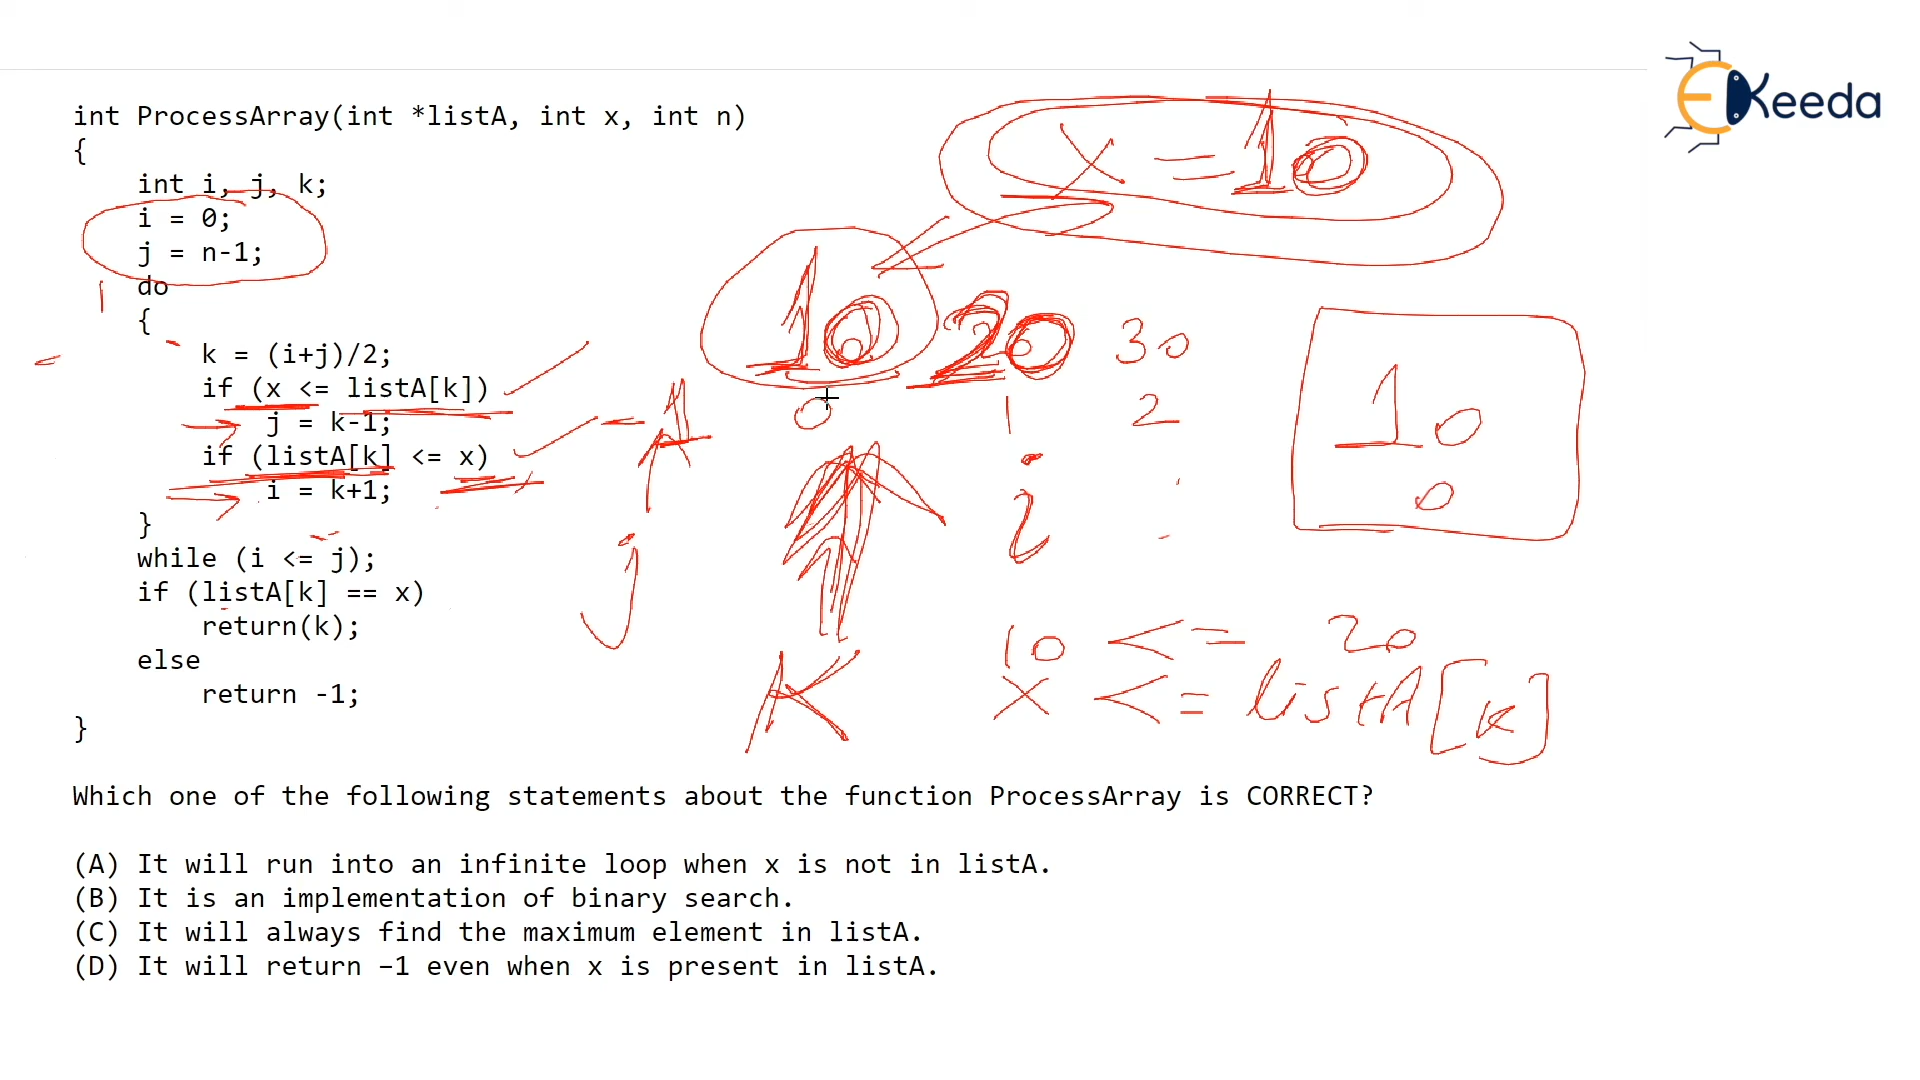 EKeeda
int ProcessArray(int *listA, int x, int n)
{
int i, j, k;
i = 0;
j = n-1;
do
{
k = (i+j)/2;
if (x <= listA[k])
j = k-1;
if (listA[k] <= x)
i = k+1;
}
while (i <= j);
if (listA[k] == x)
return(k);
else
return -1;
}
x = 10
10 20 30
0 1 2
-1
j
i
K
10
0
10 <= 20
x <= listA[k]
Which one of the following statements about the function ProcessArray is CORRECT?
(A) It will run into an infinite loop when x is not in listA.
(B) It is an implementation of binary search.
(C) It will always find the maximum element in listA.
(D) It will return –1 even when x is present in listA.